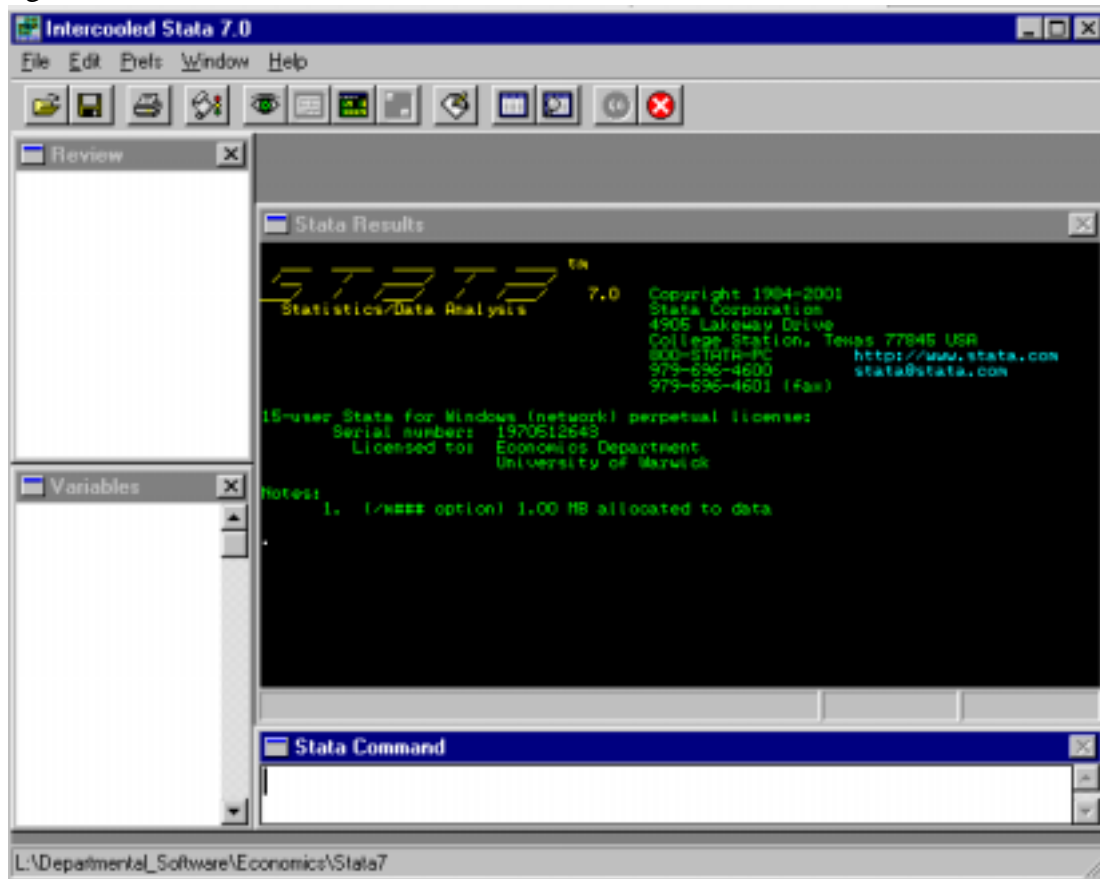 Intercooled Stata 7.0
File Edit Prefs Window Help
Review
Stata Results
STATA tm
7.0 Copyright 1984-2001
Statistics/Data Analysis Stata Corporation
4905 Lakeway Drive
College Station, Texas 77845 USA
800-STATA-PC http://www.stata.com
979-696-4600 stata@stata.com
979-696-4601 (fax)
15-user Stata for Windows (network) perpetual license:
Serial number: 1970512643
Licensed to: Economics Department
University of Warwick
Variables
Notes:
1. (/m### option) 1.00 MB allocated to data
.
Stata Command
L:\Departmental_Software\Economics\Stata7